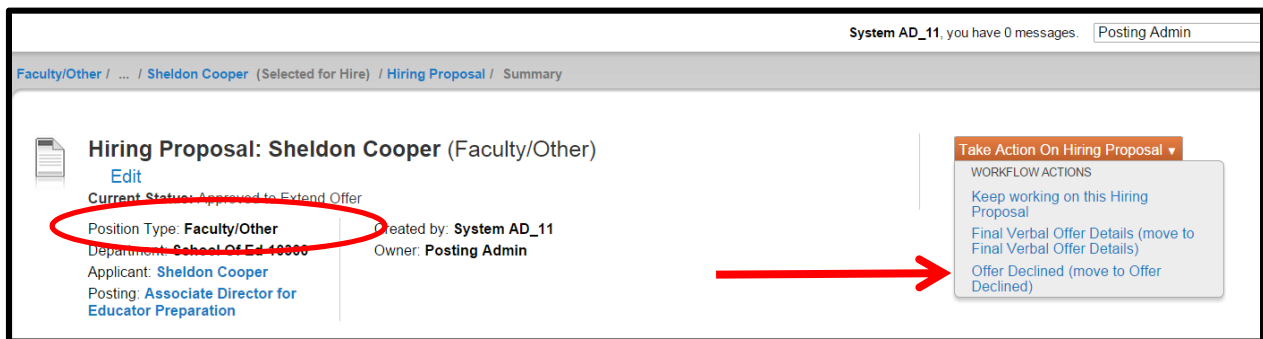 System AD_11, you have 0 messages. Posting Admin
Faculty/Other / ... / Sheldon Cooper (Selected for Hire) / Hiring Proposal / Summary
Hiring Proposal: Sheldon Cooper (Faculty/Other)
Edit
Current Status: Approved to Extend Offer
Position Type: Faculty/Other
Department: School Of Ed-10300
Applicant: Sheldon Cooper
Posting: Associate Director for
Educator Preparation
Created by: System AD_11
Owner: Posting Admin
Take Action On Hiring Proposal ▾
WORKFLOW ACTIONS
Keep working on this Hiring
Proposal
Final Verbal Offer Details (move to
Final Verbal Offer Details)
Offer Declined (move to Offer
Declined)